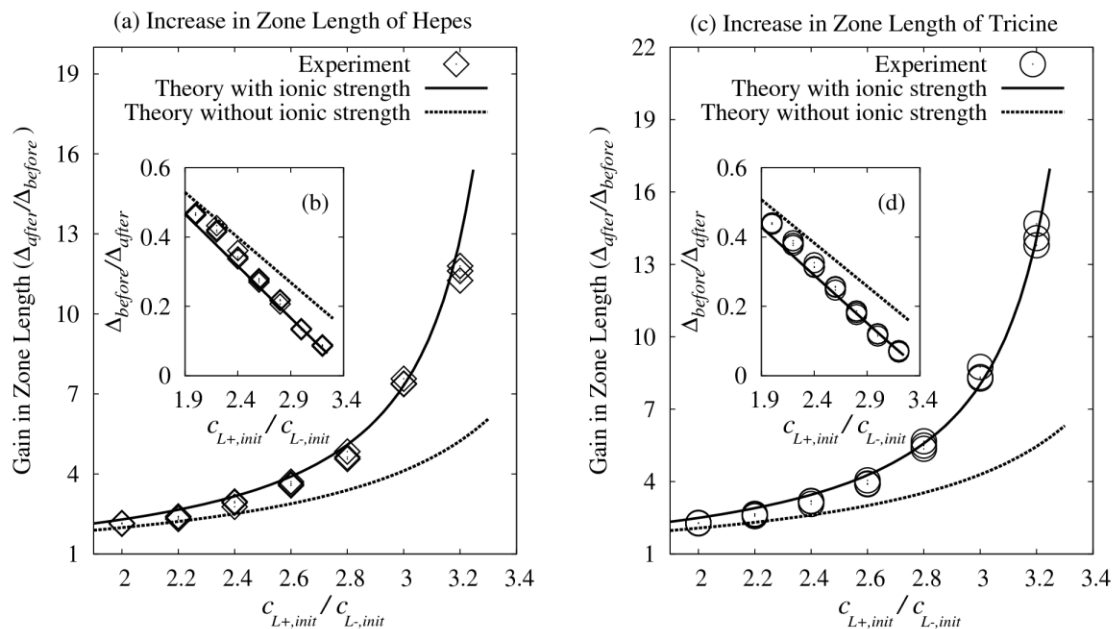 (a) Increase in Zone Length of Hepes
19
16
13
10
7
4
1
Gain in Zone Length (Δafter/Δbefore)
Experiment
Theory with ionic strength
Theory without ionic strength
(b)
0.6
0.4
0.2
0
Δbefore/Δafter
1.9 2.4 2.9 3.4
cL+,init / cL-,init
2 2.2 2.4 2.6 2.8 3 3.2 3.4
cL+,init / cL-,init
(c) Increase in Zone Length of Tricine
22
19
16
13
10
7
4
1
Gain in Zone Length (Δafter/Δbefore)
Experiment
Theory with ionic strength
Theory without ionic strength
(d)
0.6
0.4
0.2
0
Δbefore/Δafter
1.9 2.4 2.9 3.4
cL+,init / cL-,init
2 2.2 2.4 2.6 2.8 3 3.2 3.4
cL+,init / cL-,init